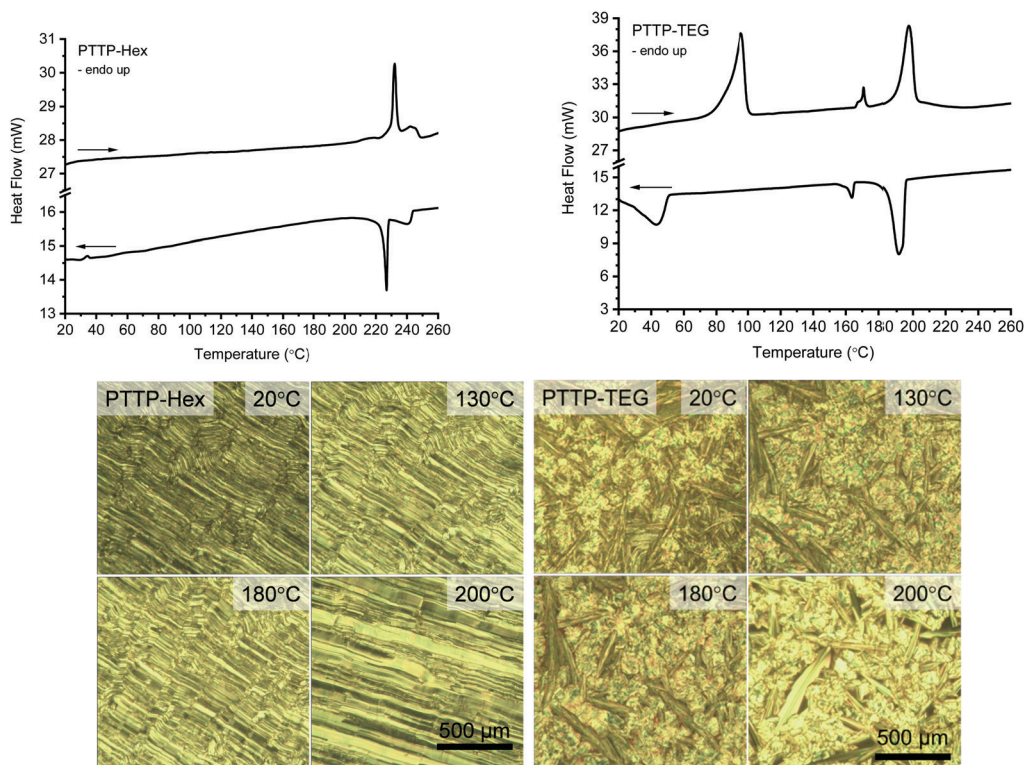 PTTP-Hex
- endo up
31
30
29
28
27
16
15
14
13
Heat Flow (mW)
20 40 60 80 100 120 140 160 180 200 220 240 260
Temperature (°C)
PTTP-TEG
- endo up
39
36
33
30
27
15
12
9
6
3
Heat Flow (mW)
20 40 60 80 100 120 140 160 180 200 220 240 260
Temperature (°C)
PTTP-Hex 20°C
130°C
180°C
200°C
500 µm
PTTP-TEG 20°C
130°C
180°C
200°C
500 µm